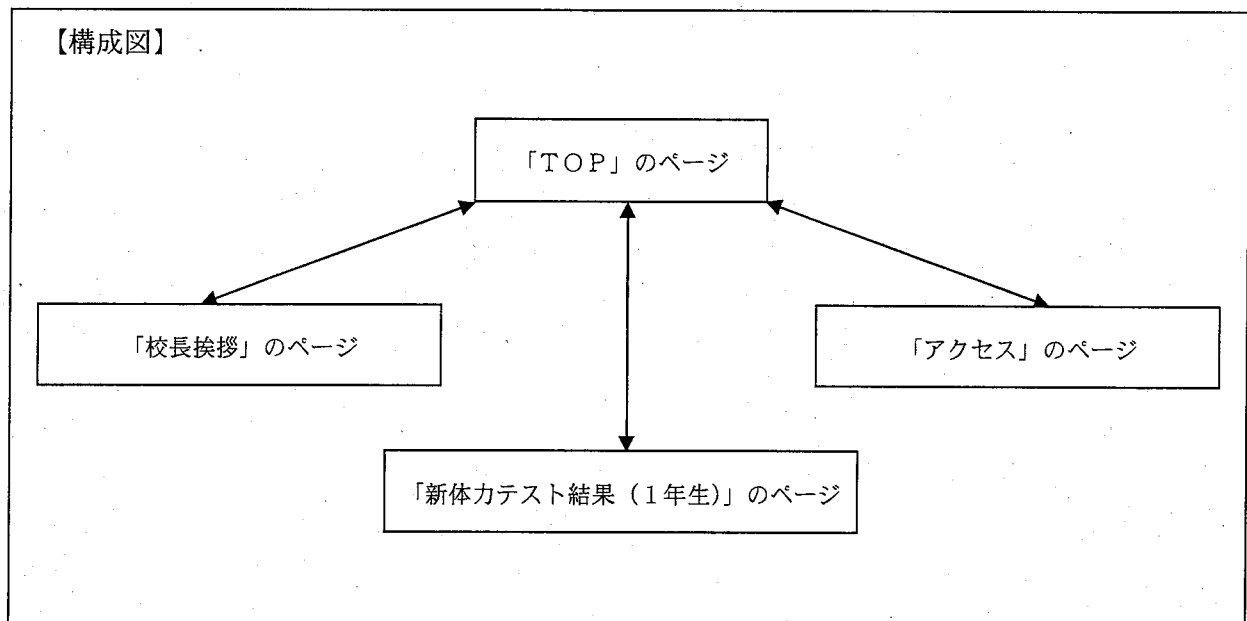 【構成図】
「ＴＯＰ」のページ
「校長挨拶」のページ
「アクセス」のページ
「新体力テスト結果（１年生）」のページ